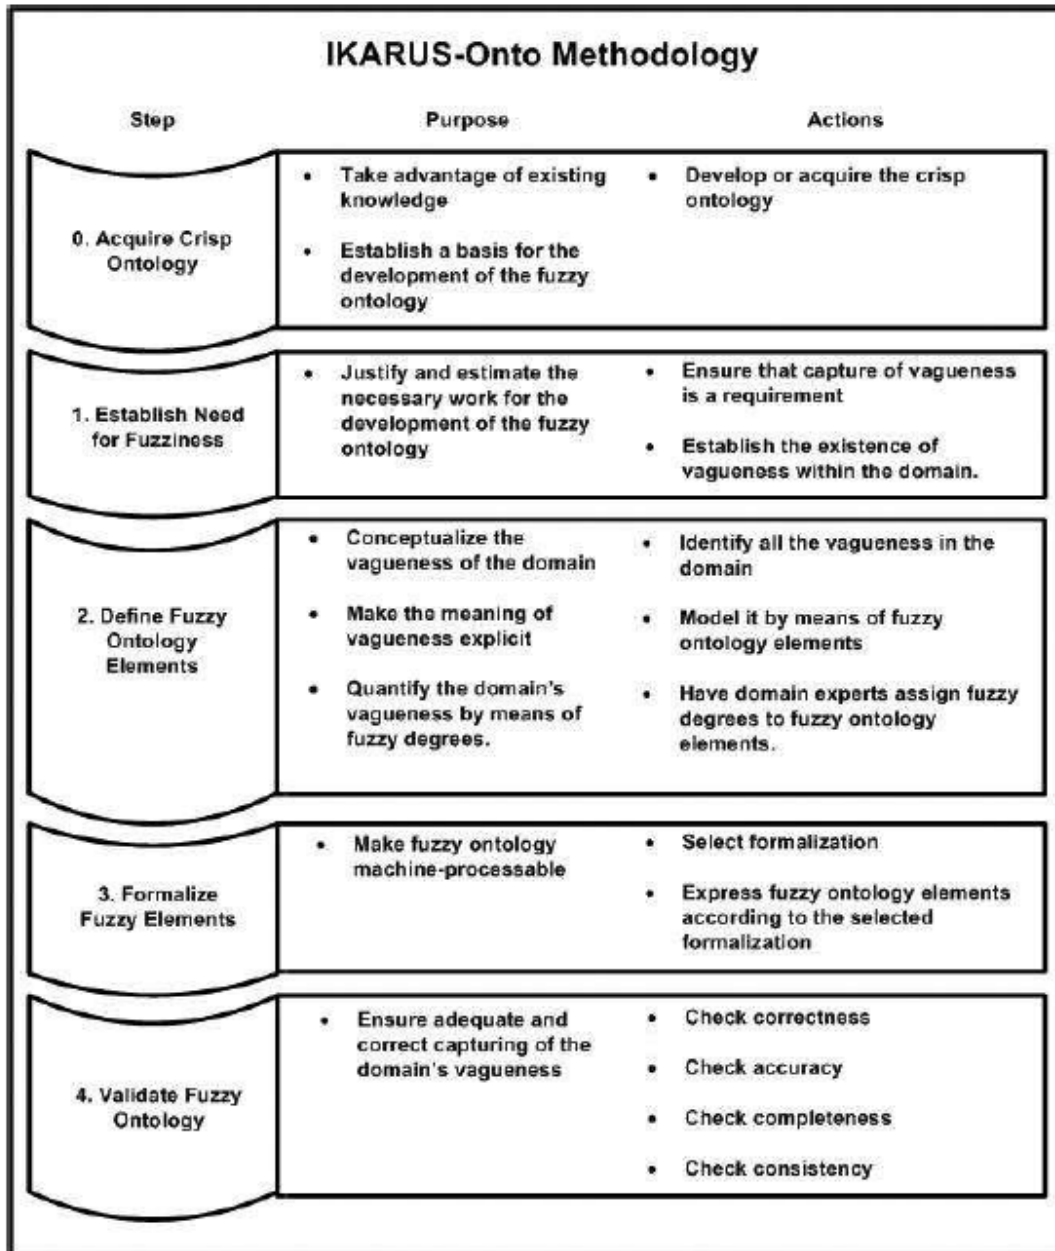 IKARUS-Onto Methodology
Step
Purpose
Actions
0. Acquire Crisp
Ontology
• Take advantage of existing
knowledge
• Establish a basis for the
development of the fuzzy
ontology
• Develop or acquire the crisp
ontology
1. Establish Need
for Fuzziness
• Justify and estimate the
necessary work for the
development of the fuzzy
ontology
• Ensure that capture of vagueness
is a requirement
• Establish the existence of
vagueness within the domain.
2. Define Fuzzy
Ontology
Elements
• Conceptualize the
vagueness of the domain
• Make the meaning of
vagueness explicit
• Quantify the domain's
vagueness by means of
fuzzy degrees.
• Identify all the vagueness in the
domain
• Model it by means of fuzzy
ontology elements
• Have domain experts assign fuzzy
degrees to fuzzy ontology
elements.
3. Formalize
Fuzzy Elements
• Make fuzzy ontology
machine-processable
• Select formalization
• Express fuzzy ontology elements
according to the selected
formalization
4. Validate Fuzzy
Ontology
• Ensure adequate and
correct capturing of the
domain's vagueness
• Check correctness
• Check accuracy
• Check completeness
• Check consistency